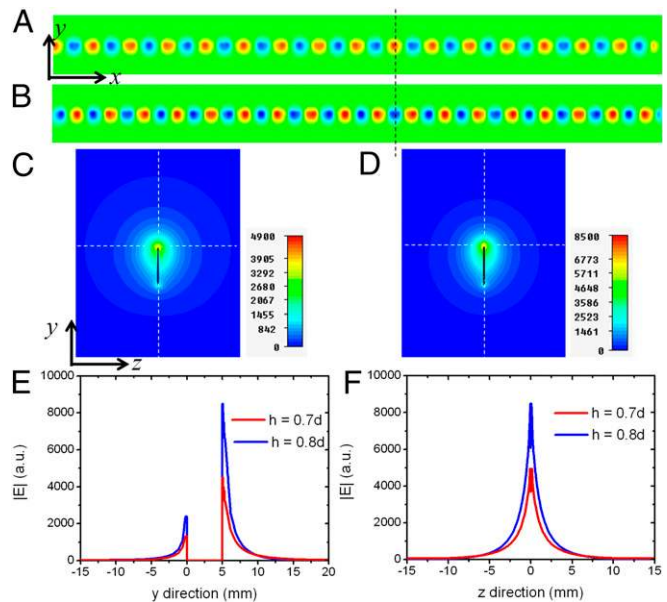 A
y
x
B
C
D
4900
3905
3292
2680
2067
1455
842
0
8500
6773
5711
4648
3586
2523
1461
0
y
z
E
10000
8000
6000
4000
2000
0
|E| (a.u.)
h = 0.7d
h = 0.8d
-15 -10 -5 0 5 10 15 20
y direction (mm)
F
10000
8000
6000
4000
2000
0
|E| (a.u.)
h = 0.7d
h = 0.8d
-15 -10 -5 0 5 10 15
z direction (mm)